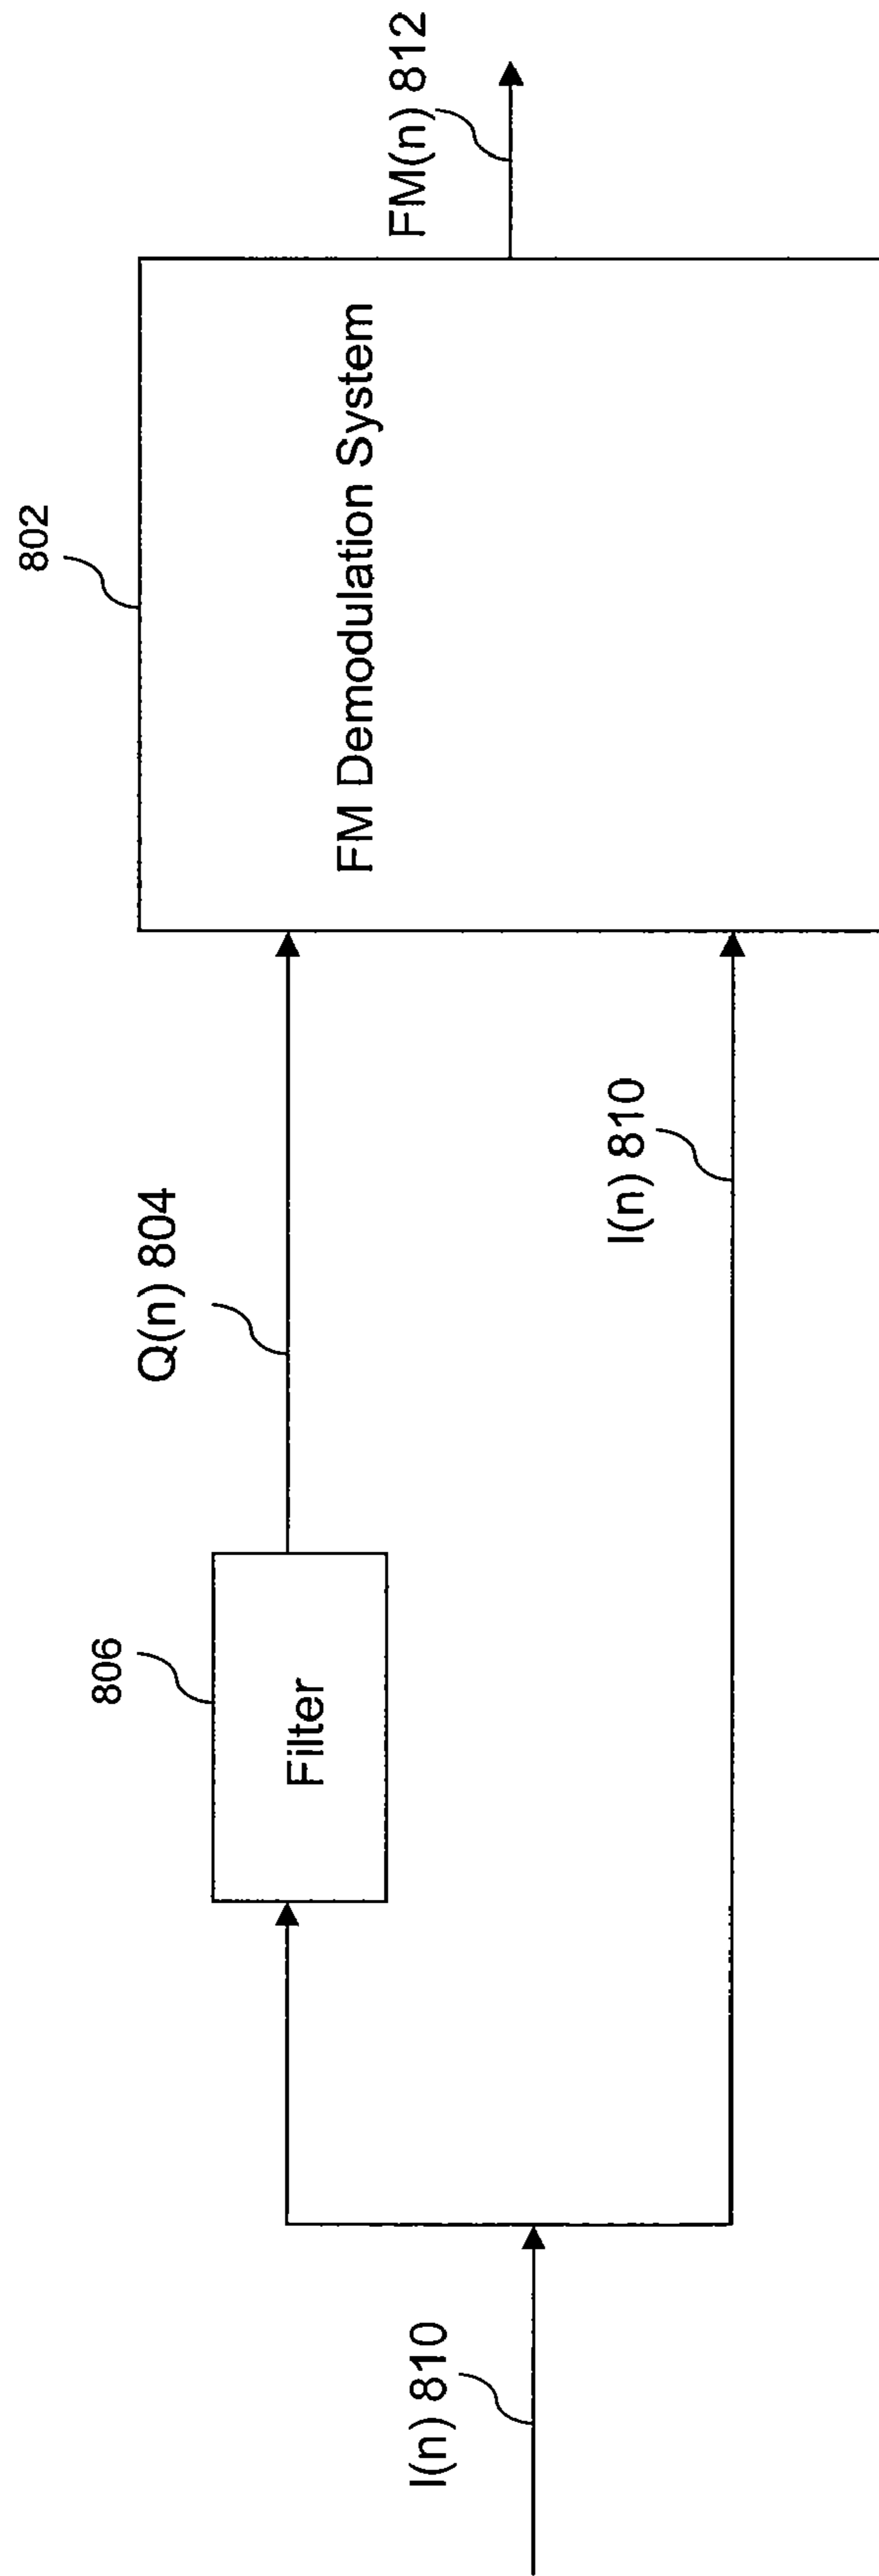 802
FM(n) 812
FM Demodulation System
Q(n) 804
806
Filter
I(n) 810
I(n) 810